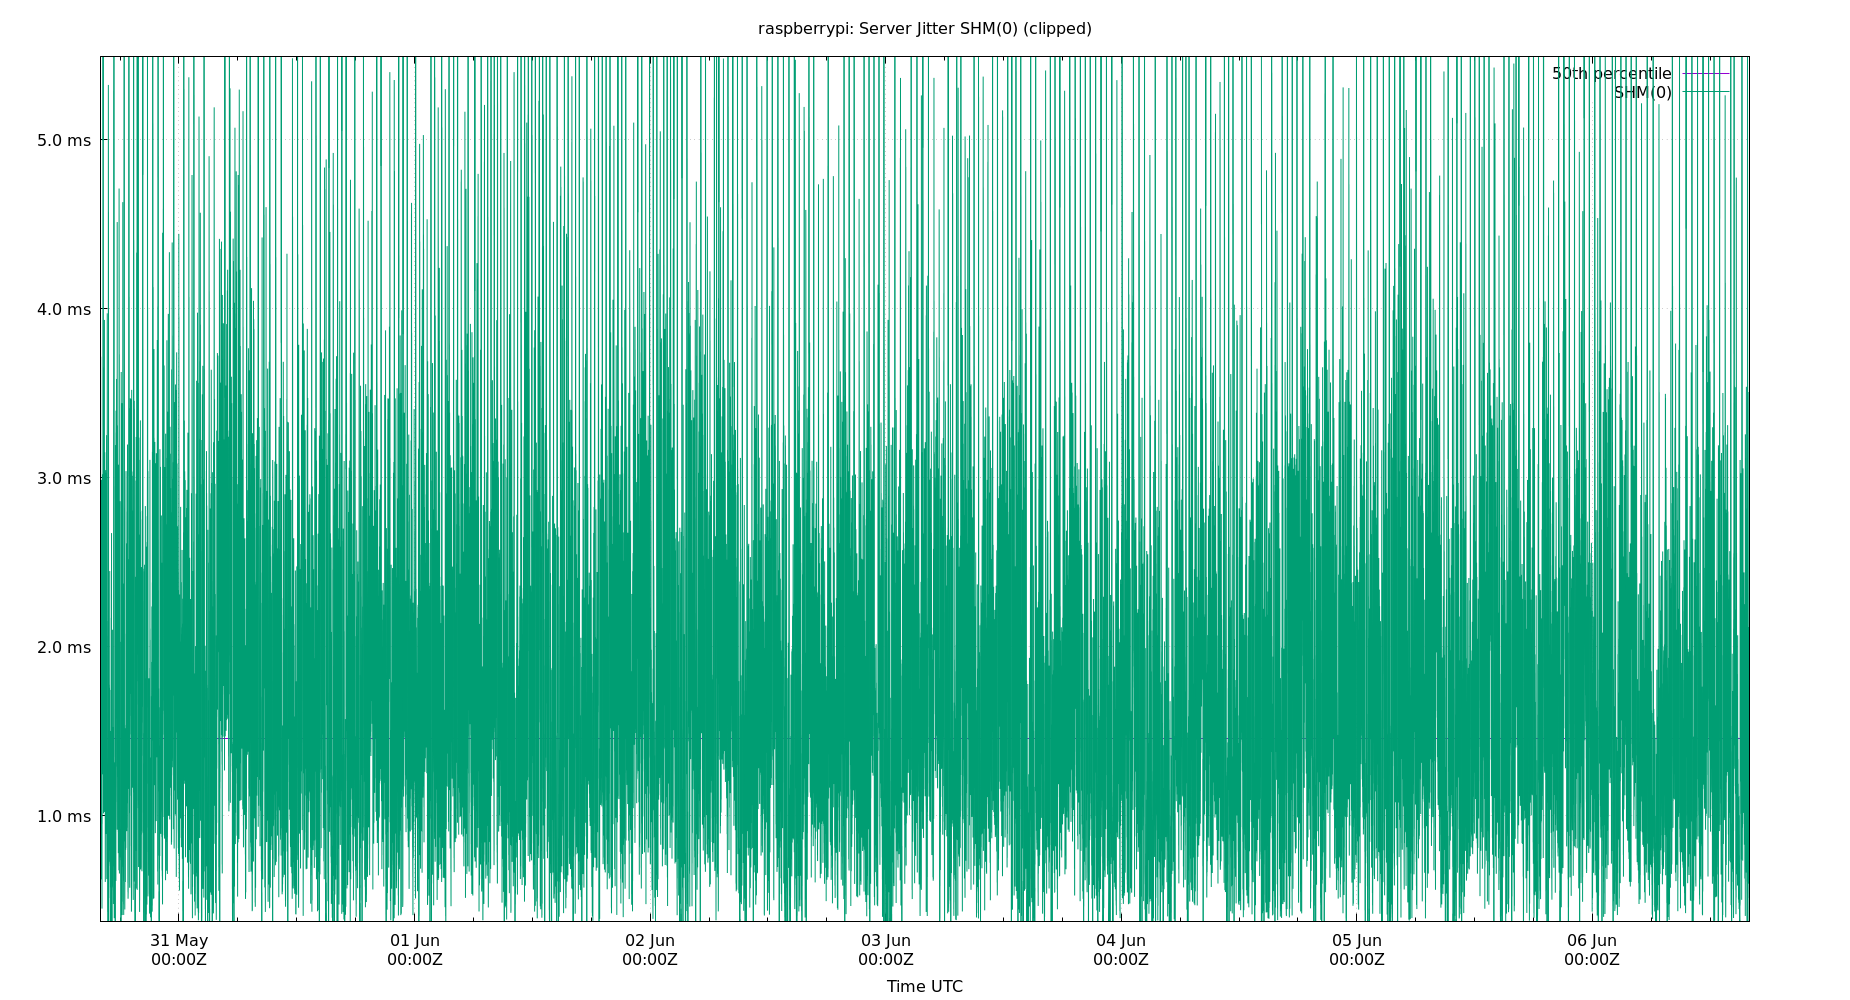 raspberrypi: Server Jitter SHM(0) (clipped)
50th percentile
SHM(0)
5.0 ms
4.0 ms
3.0 ms
2.0 ms
1.0 ms
31 May 01 Jun 02 Jun 03 Jun 04 Jun 05 Jun 06 Jun
00:00Z 00:00Z 00:00Z 00:00Z 00:00Z 00:00Z 00:00Z
Time UTC